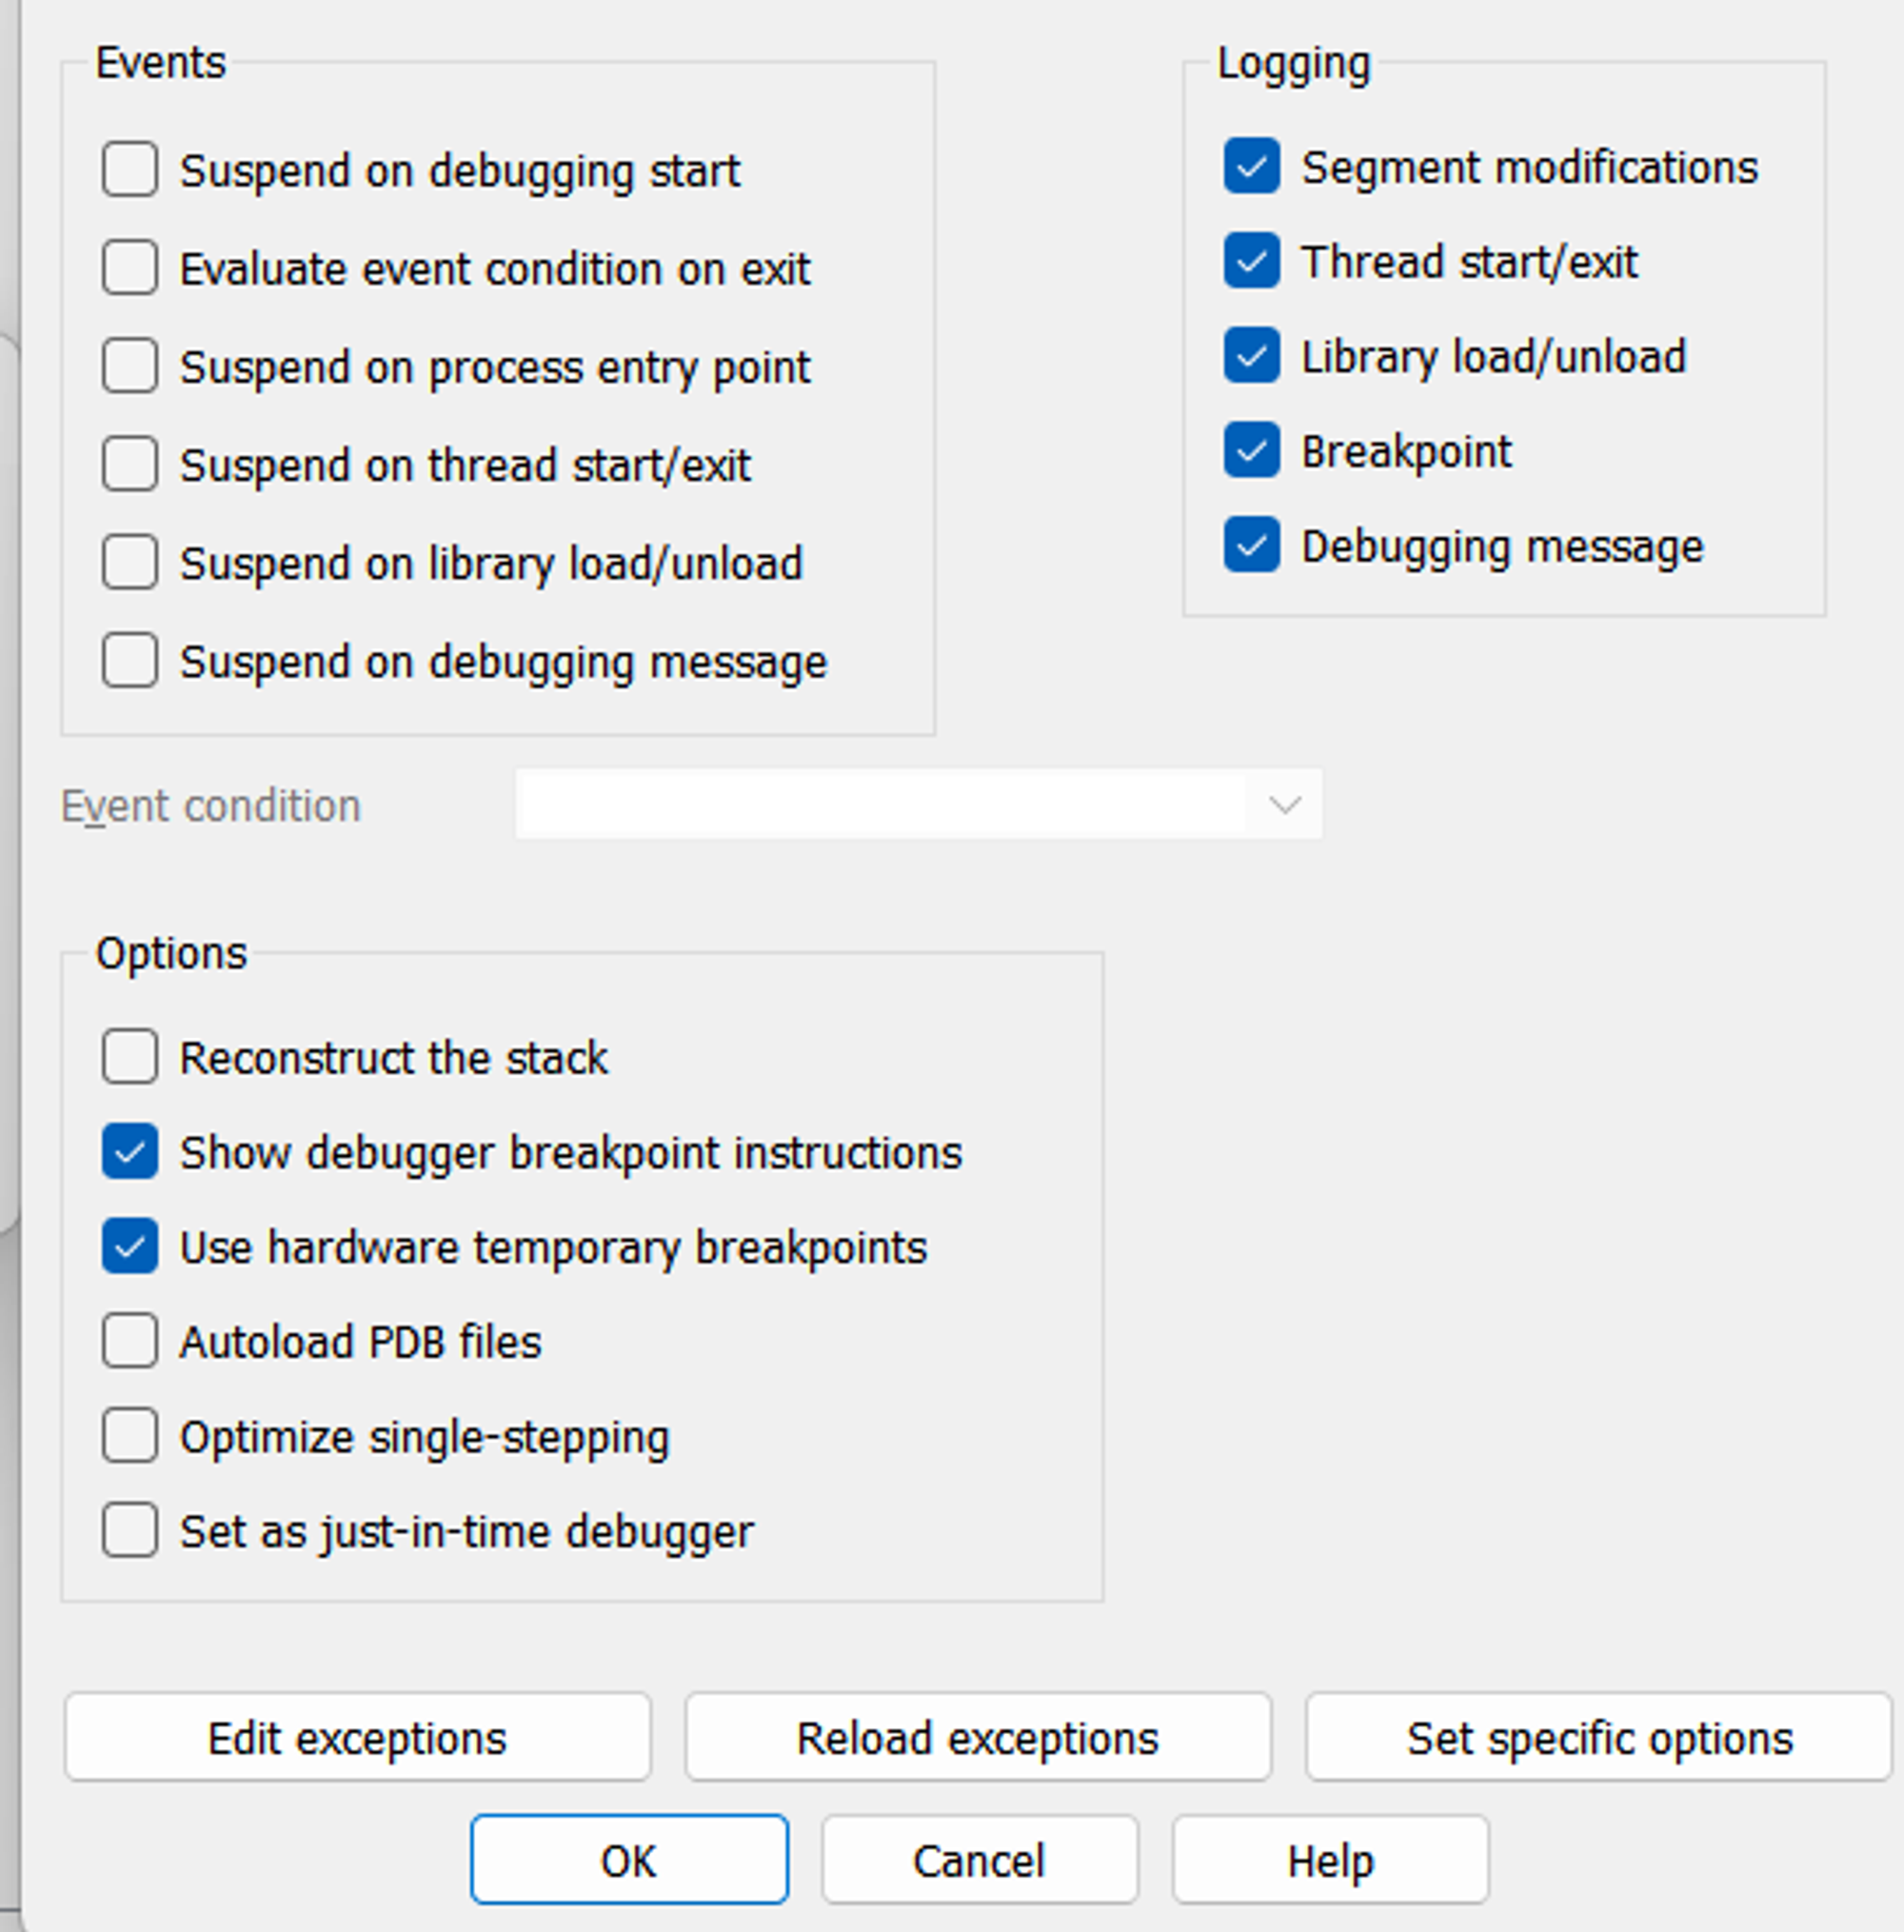 Events
Suspend on debugging start
Evaluate event condition on exit
Suspend on process entry point
Suspend on thread start/exit
Suspend on library load/unload
Suspend on debugging message
Logging
Segment modifications
Thread start/exit
Library load/unload
Breakpoint
Debugging message
Event condition
Options
Reconstruct the stack
Show debugger breakpoint instructions
Use hardware temporary breakpoints
Autoload PDB files
Optimize single-stepping
Set as just-in-time debugger
Edit exceptions
Reload exceptions
Set specific options
OK
Cancel
Help